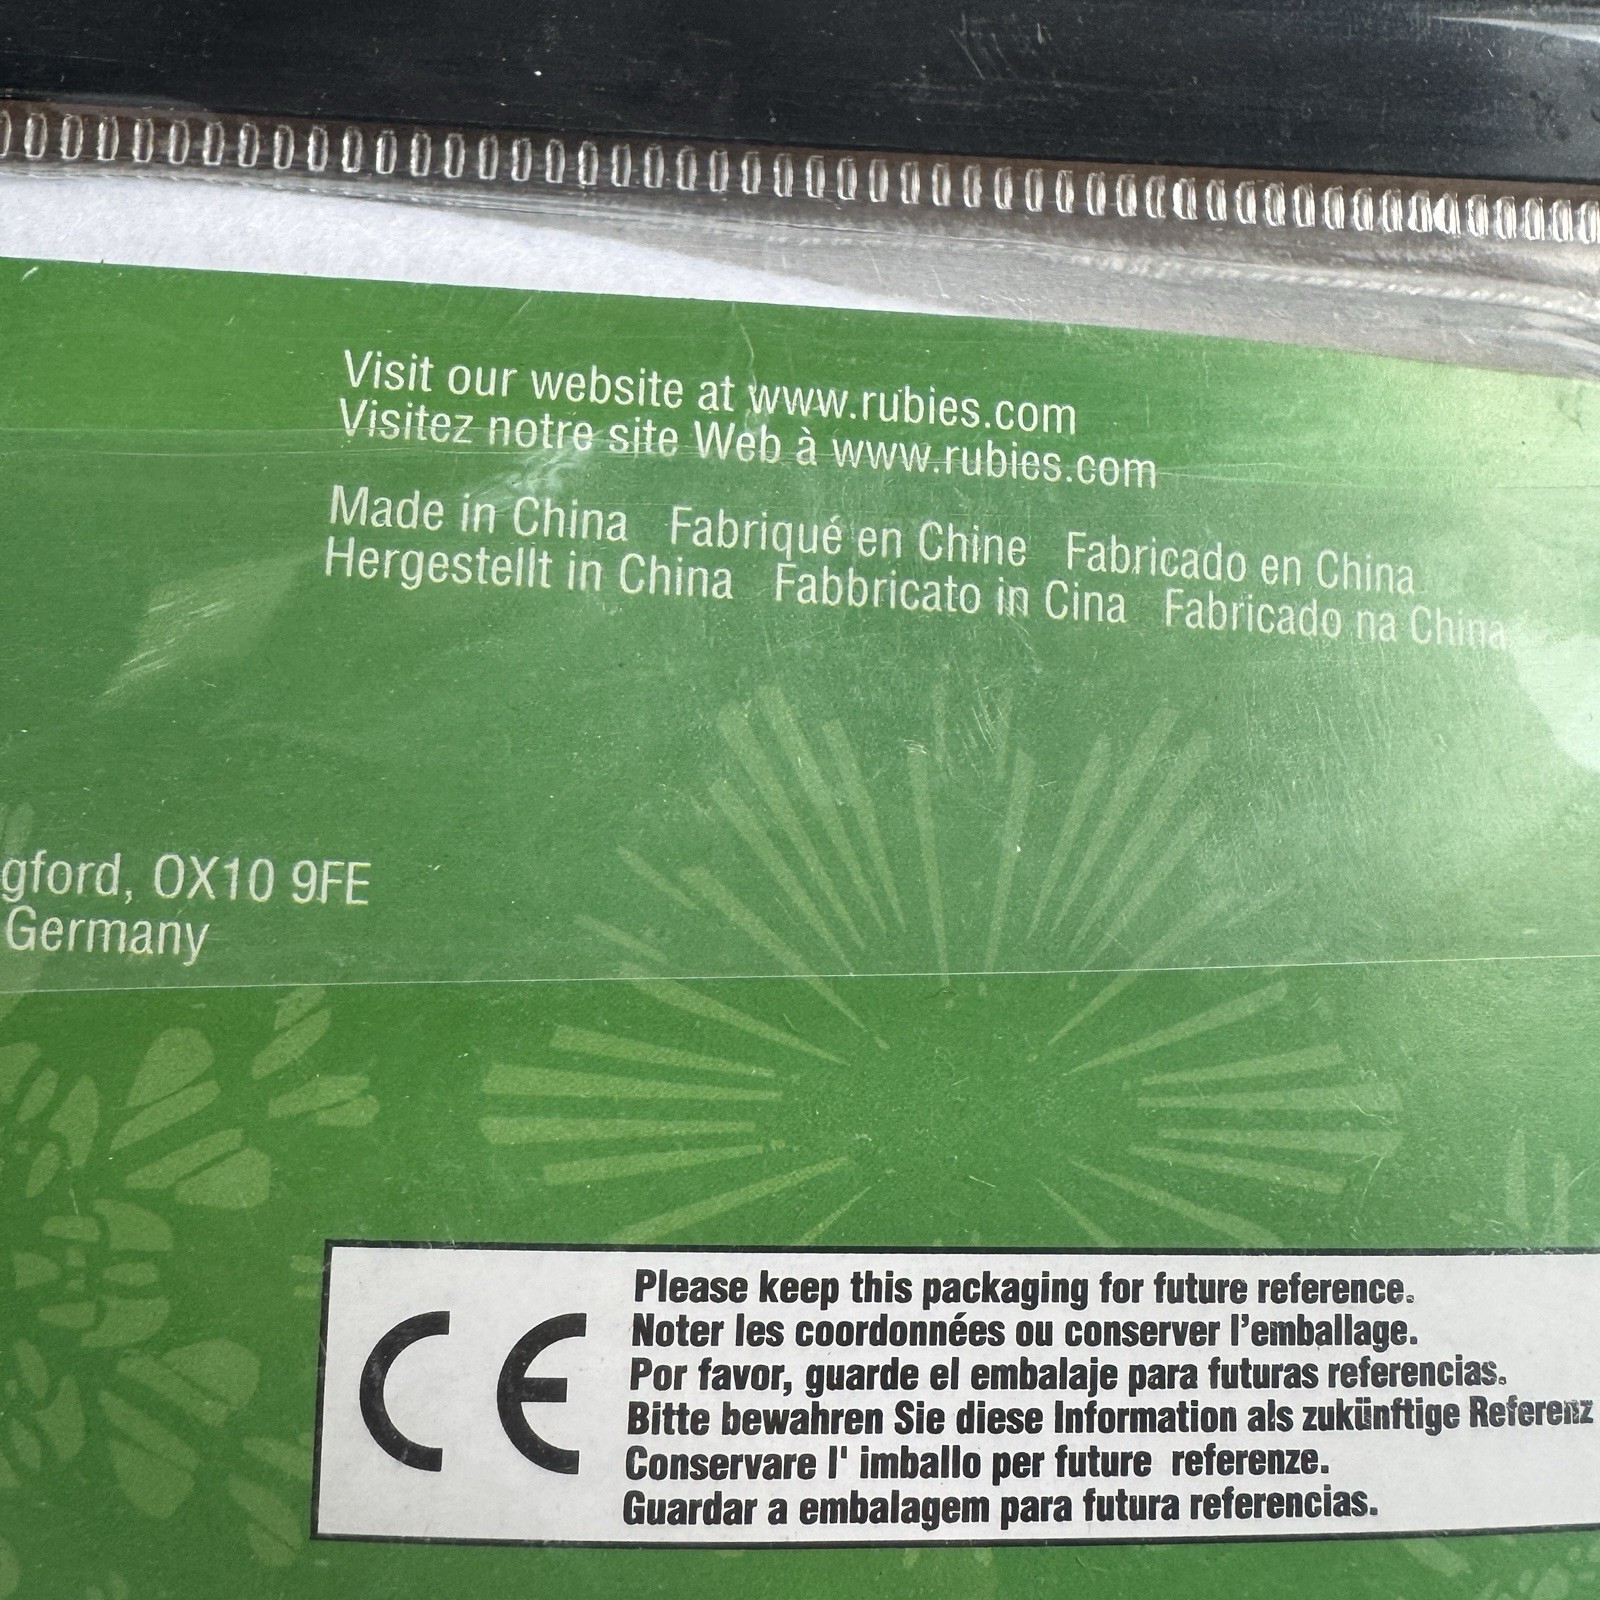 Visit our website at www.rubies.com
Visitez notre site Web à www.rubies.com
Made in China Fabriqué en Chine Fabricado en China
Hergestellt in China Fabbricato in Cina Fabricado na China
gford, OX10 9FE
Germany
CE
Please keep this packaging for future reference.
Noter les coordonnées ou conserver l'emballage.
Por favor, guarde el embalaje para futuras referencias.
Bitte bewahren Sie diese Information als zukünftige Referenz
Conservare l' imballo per future referenze.
Guardar a embalagem para futura referencias.